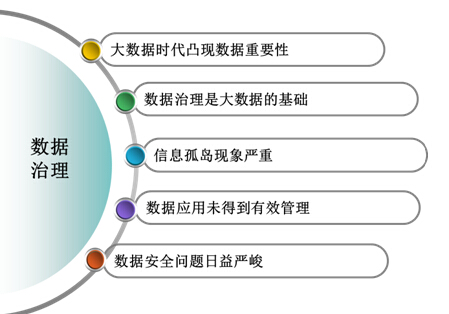 数据
治理
大数据时代凸现数据重要性
数据治理是大数据的基础
信息孤岛现象严重
数据应用未得到有效管理
数据安全问题日益严峻